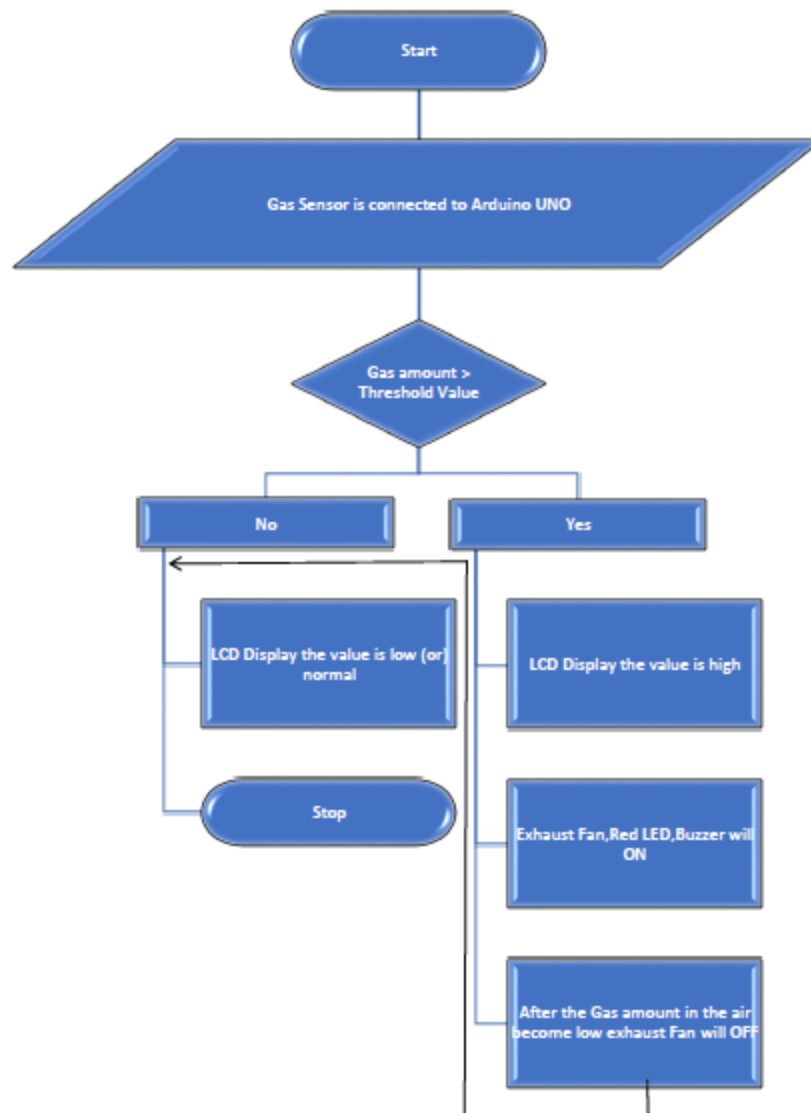 Start
Gas Sensor is connected to Arduino UNO
Gas amount >
Threshold Value
No
Yes
LCD Display the value is low (or)
normal
LCD Display the value is high
Stop
Exhaust Fan,Red LED,Buzzer will
ON
After the Gas amount in the air
become low exhaust Fan will OFF